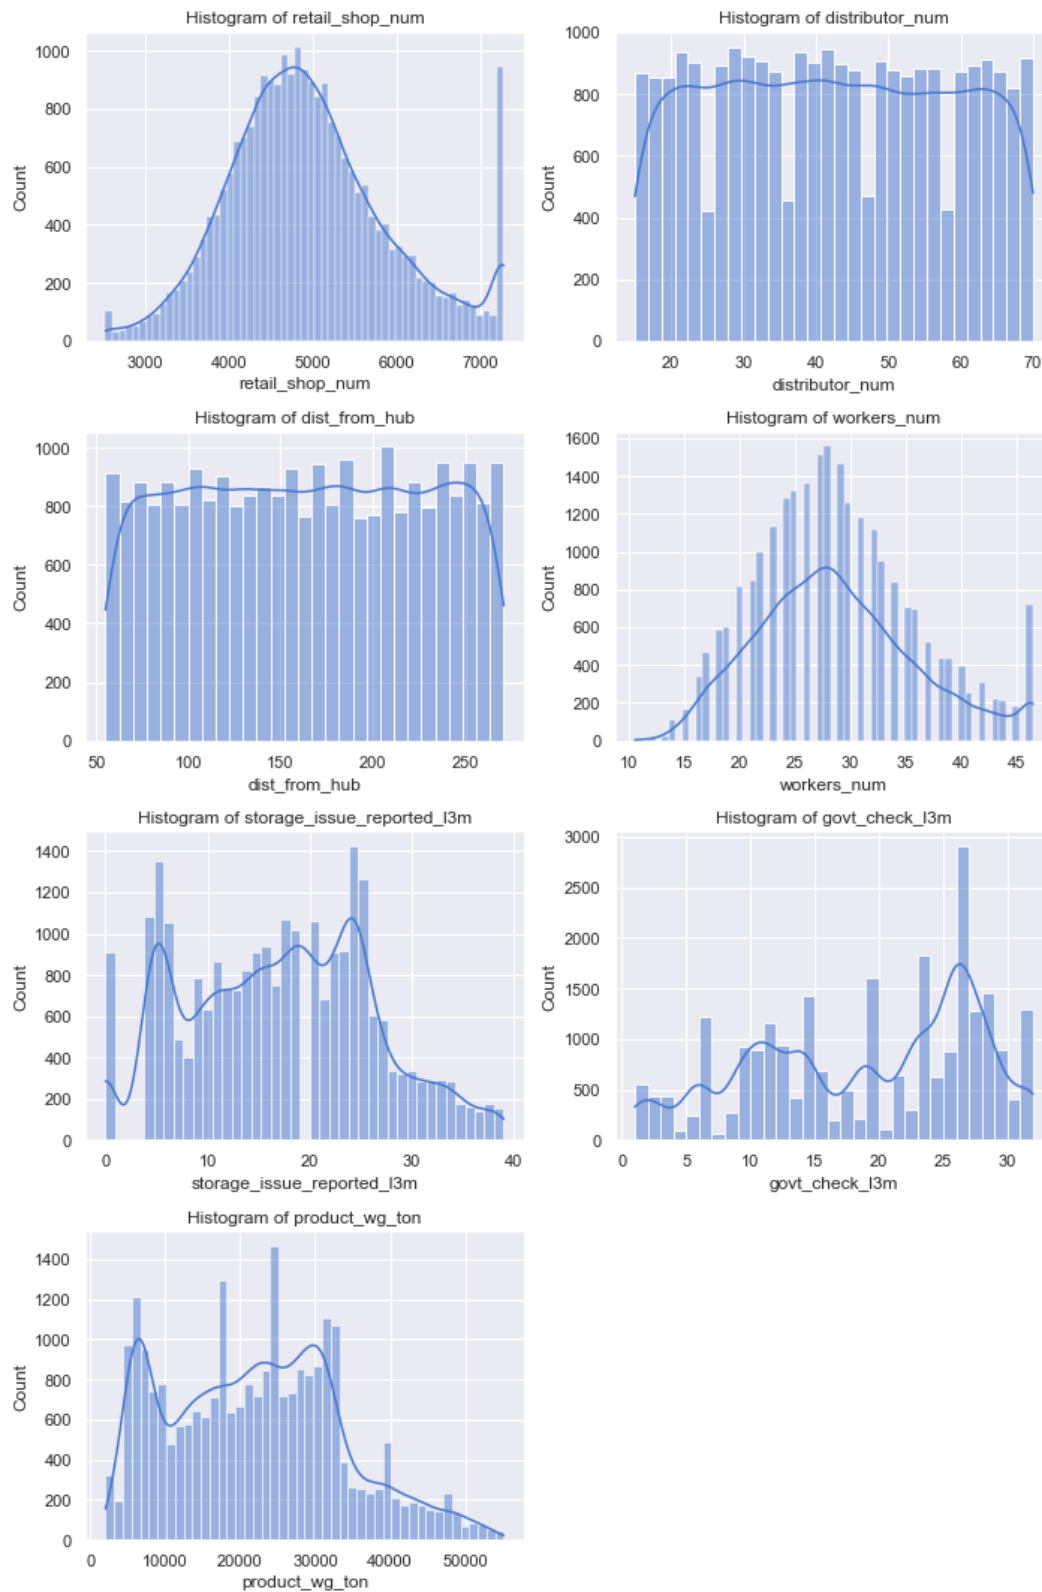 Histogram of retail_shop_num
Count
1000
800
600
400
200
0
3000 4000 5000 6000 7000
retail_shop_num
Histogram of distributor_num
Count
1000
800
600
400
200
0
20 30 40 50 60 70
distributor_num
Histogram of dist_from_hub
Count
1000
800
600
400
200
0
50 100 150 200 250
dist_from_hub
Histogram of workers_num
Count
1600
1400
1200
1000
800
600
400
200
0
10 15 20 25 30 35 40 45
workers_num
Histogram of storage_issue_reported_l3m
Count
1400
1200
1000
800
600
400
200
0
0 10 20 30 40
storage_issue_reported_l3m
Histogram of govt_check_l3m
Count
3000
2500
2000
1500
1000
500
0
0 5 10 15 20 25 30
govt_check_l3m
Histogram of product_wg_ton
Count
1400
1200
1000
800
600
400
200
0
0 10000 20000 30000 40000 50000
product_wg_ton